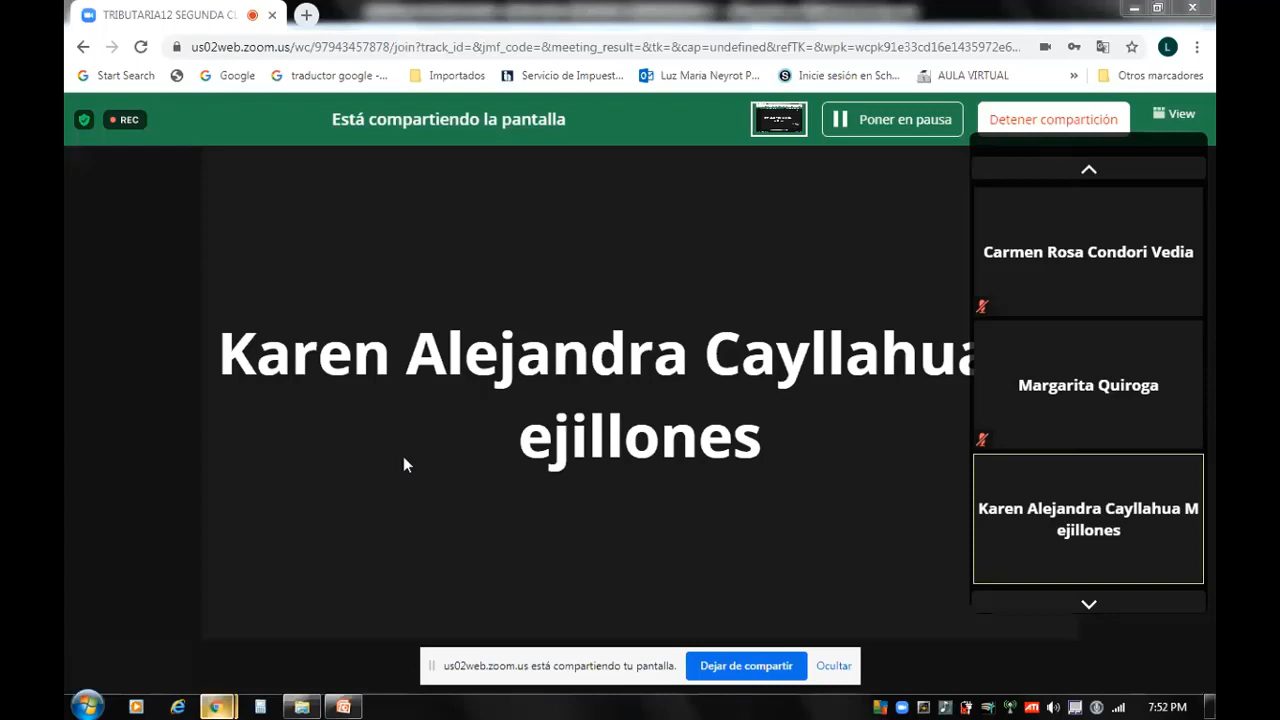 TRIBUTARIA12 SEGUNDA CL
us02web.zoom.us/wc/97943457878/join?track_id=&jmf_code=&meeting_result=&tk=&cap=undefined&refTK=&wpk=wcpk91e33cd16e1435972e6...
Start Search
Google
traductor google -...
Importados
Servicio de Impuest...
Luz Maria Neyrot P...
Inicie sesión en Sch...
AULA VIRTUAL
»
Otros marcadores
REC
Está compartiendo la pantalla
Poner en pausa
Detener compartición
View
Carmen Rosa Condori Vedia
Margarita Quiroga
Karen Alejandra Cayllahua M
ejillones
Karen Alejandra Cayllahua
ejillones
us02web.zoom.us está compartiendo tu pantalla.
Dejar de compartir
Ocultar
7:52 PM